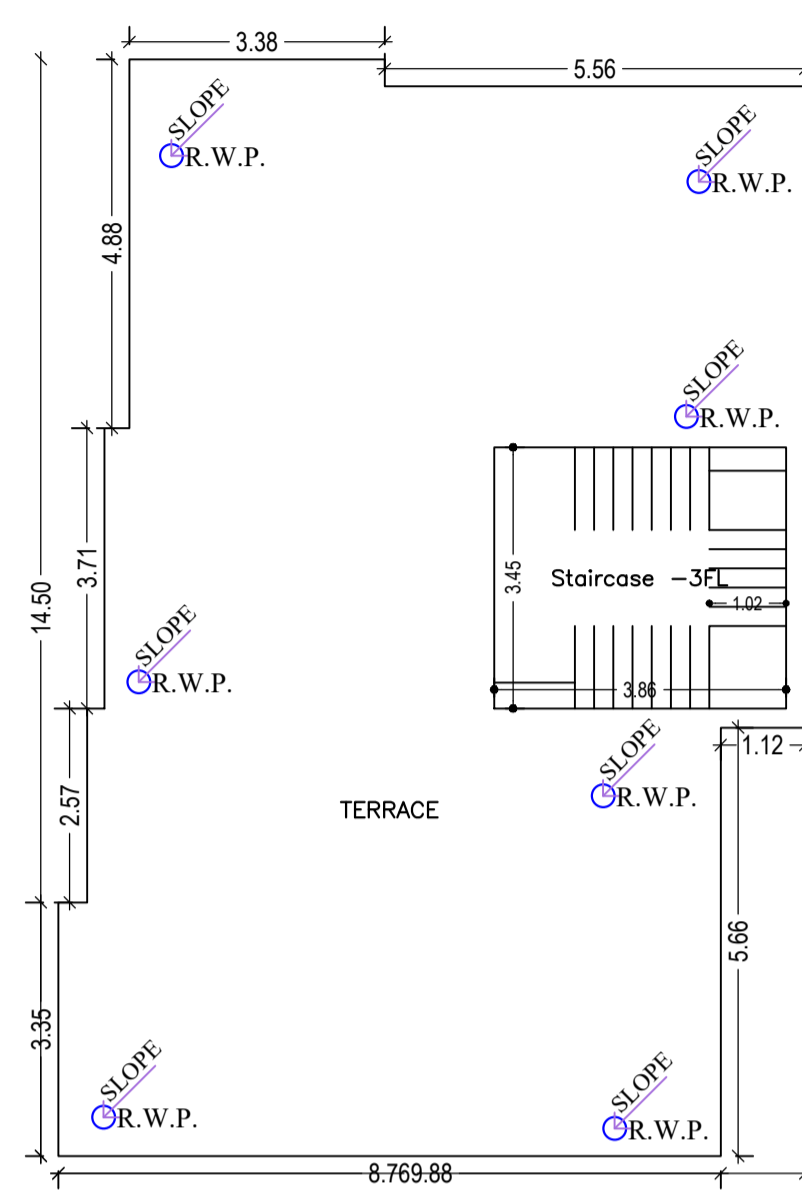 3.38
5.56
SLOPE
R.W.P.
SLOPE
R.W.P.
4.88
SLOPE
R.W.P.
3.71
14.50
3.45
Staircase -3FL
1.02
SLOPE
R.W.P.
3.86
SLOPE
R.W.P.
1.12
2.57
TERRACE
5.66
3.35
SLOPE
R.W.P.
SLOPE
R.W.P.
8.769.88